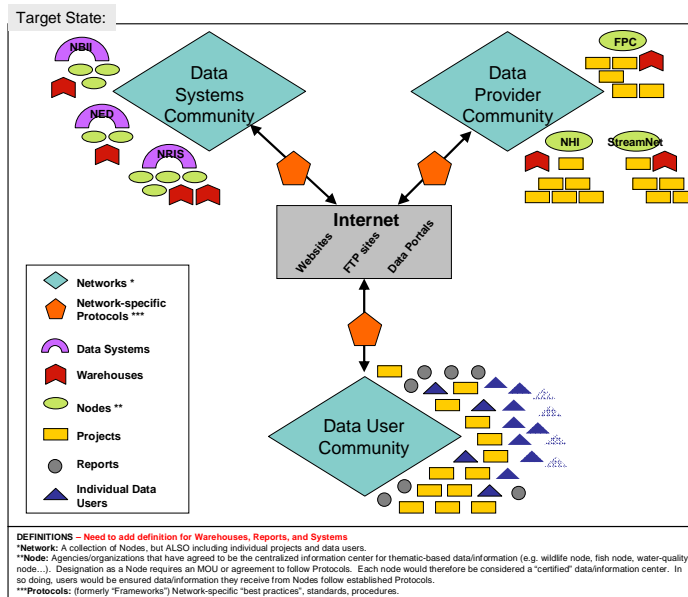 Target State:
NBII
NED
NRIS
Data
Systems
Community
Data
Provider
Community
FPC
NHI
StreamNet
Internet
Websites
FTP sites
Data Portals
Networks *
Network-specific
Protocols ***
Data Systems
Warehouses
Nodes **
Projects
Reports
Individual Data
Users
Data User
Community
DEFINITIONS – Need to add definition for Warehouses, Reports, and Systems
*Network: A collection of Nodes, but ALSO including individual projects and data users.
**Node: Agencies/organizations that have agreed to be the centralized information center for thematic-based data/information (e.g. wildlife node, fish node, water-quality
node…). Designation as a Node requires an MOU or agreement to follow Protocols. Each node would therefore be considered a “certified” data/information center. In
so doing, users would be ensured data/information they receive from Nodes follow established Protocols.
***Protocols: (formerly “Frameworks”) Network-specific “best practices”, standards, procedures.